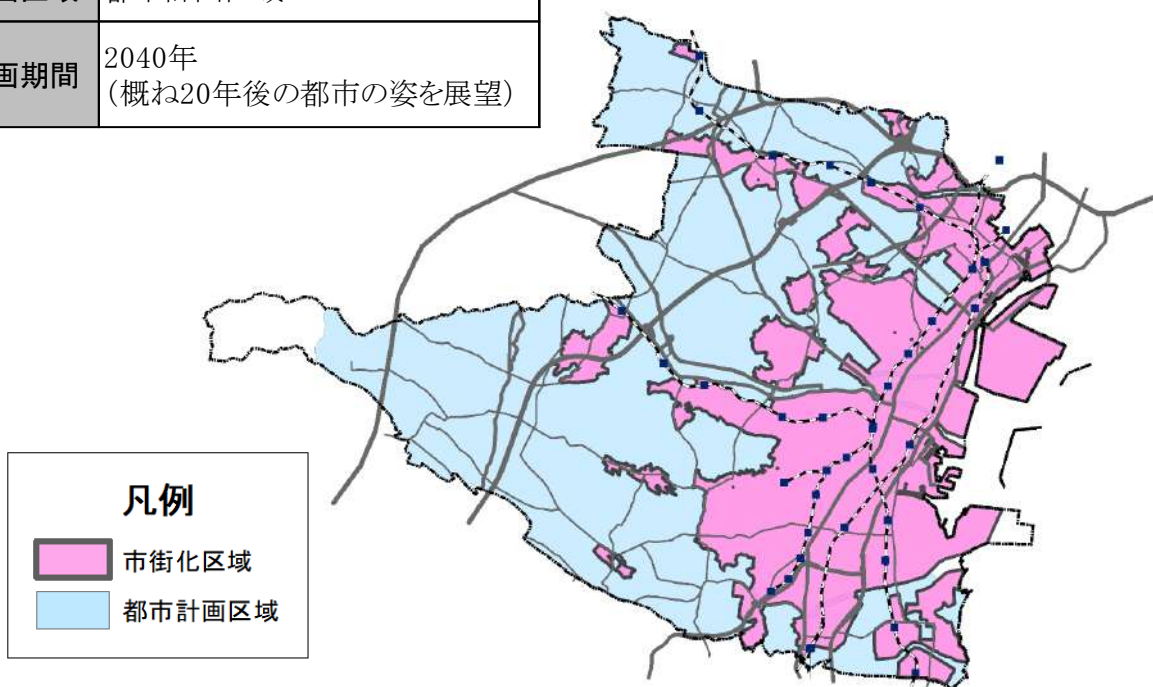 画期間
2040年
（概ね20年後の都市の姿を展望）
凡例
市街化区域
都市計画区域